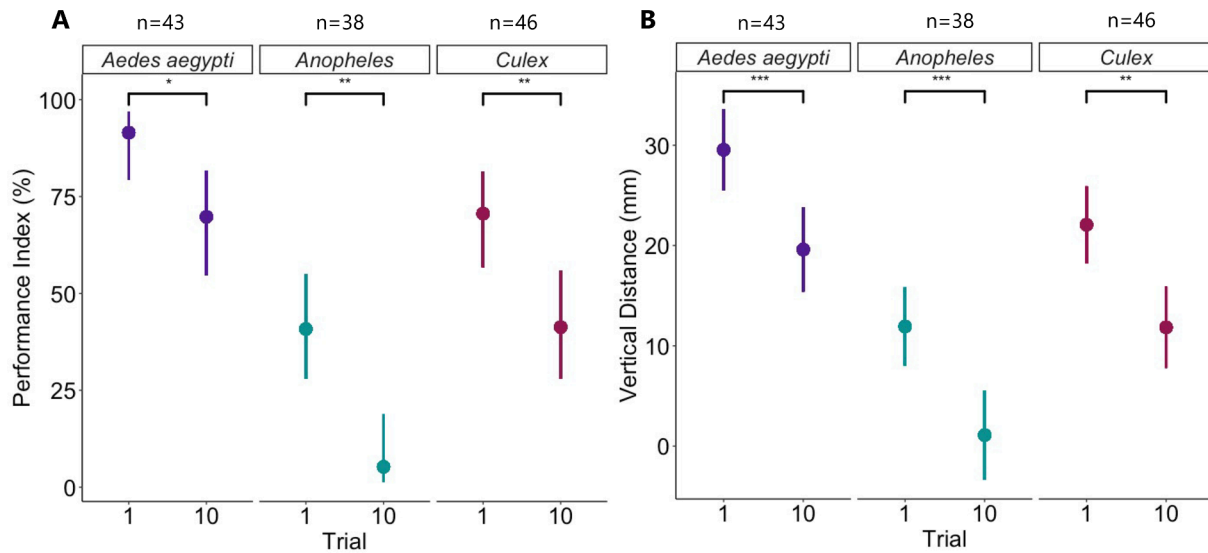 A
n=43 n=38 n=46
Aedes aegypti Anopheles Culex
* ** **
100
75
50
25
0
Performance Index (%)
1 10 1 10 1 10
Trial
B
n=43 n=38 n=46
Aedes aegypti Anopheles Culex
*** *** **
30
20
10
0
Vertical Distance (mm)
1 10 1 10 1 10
Trial